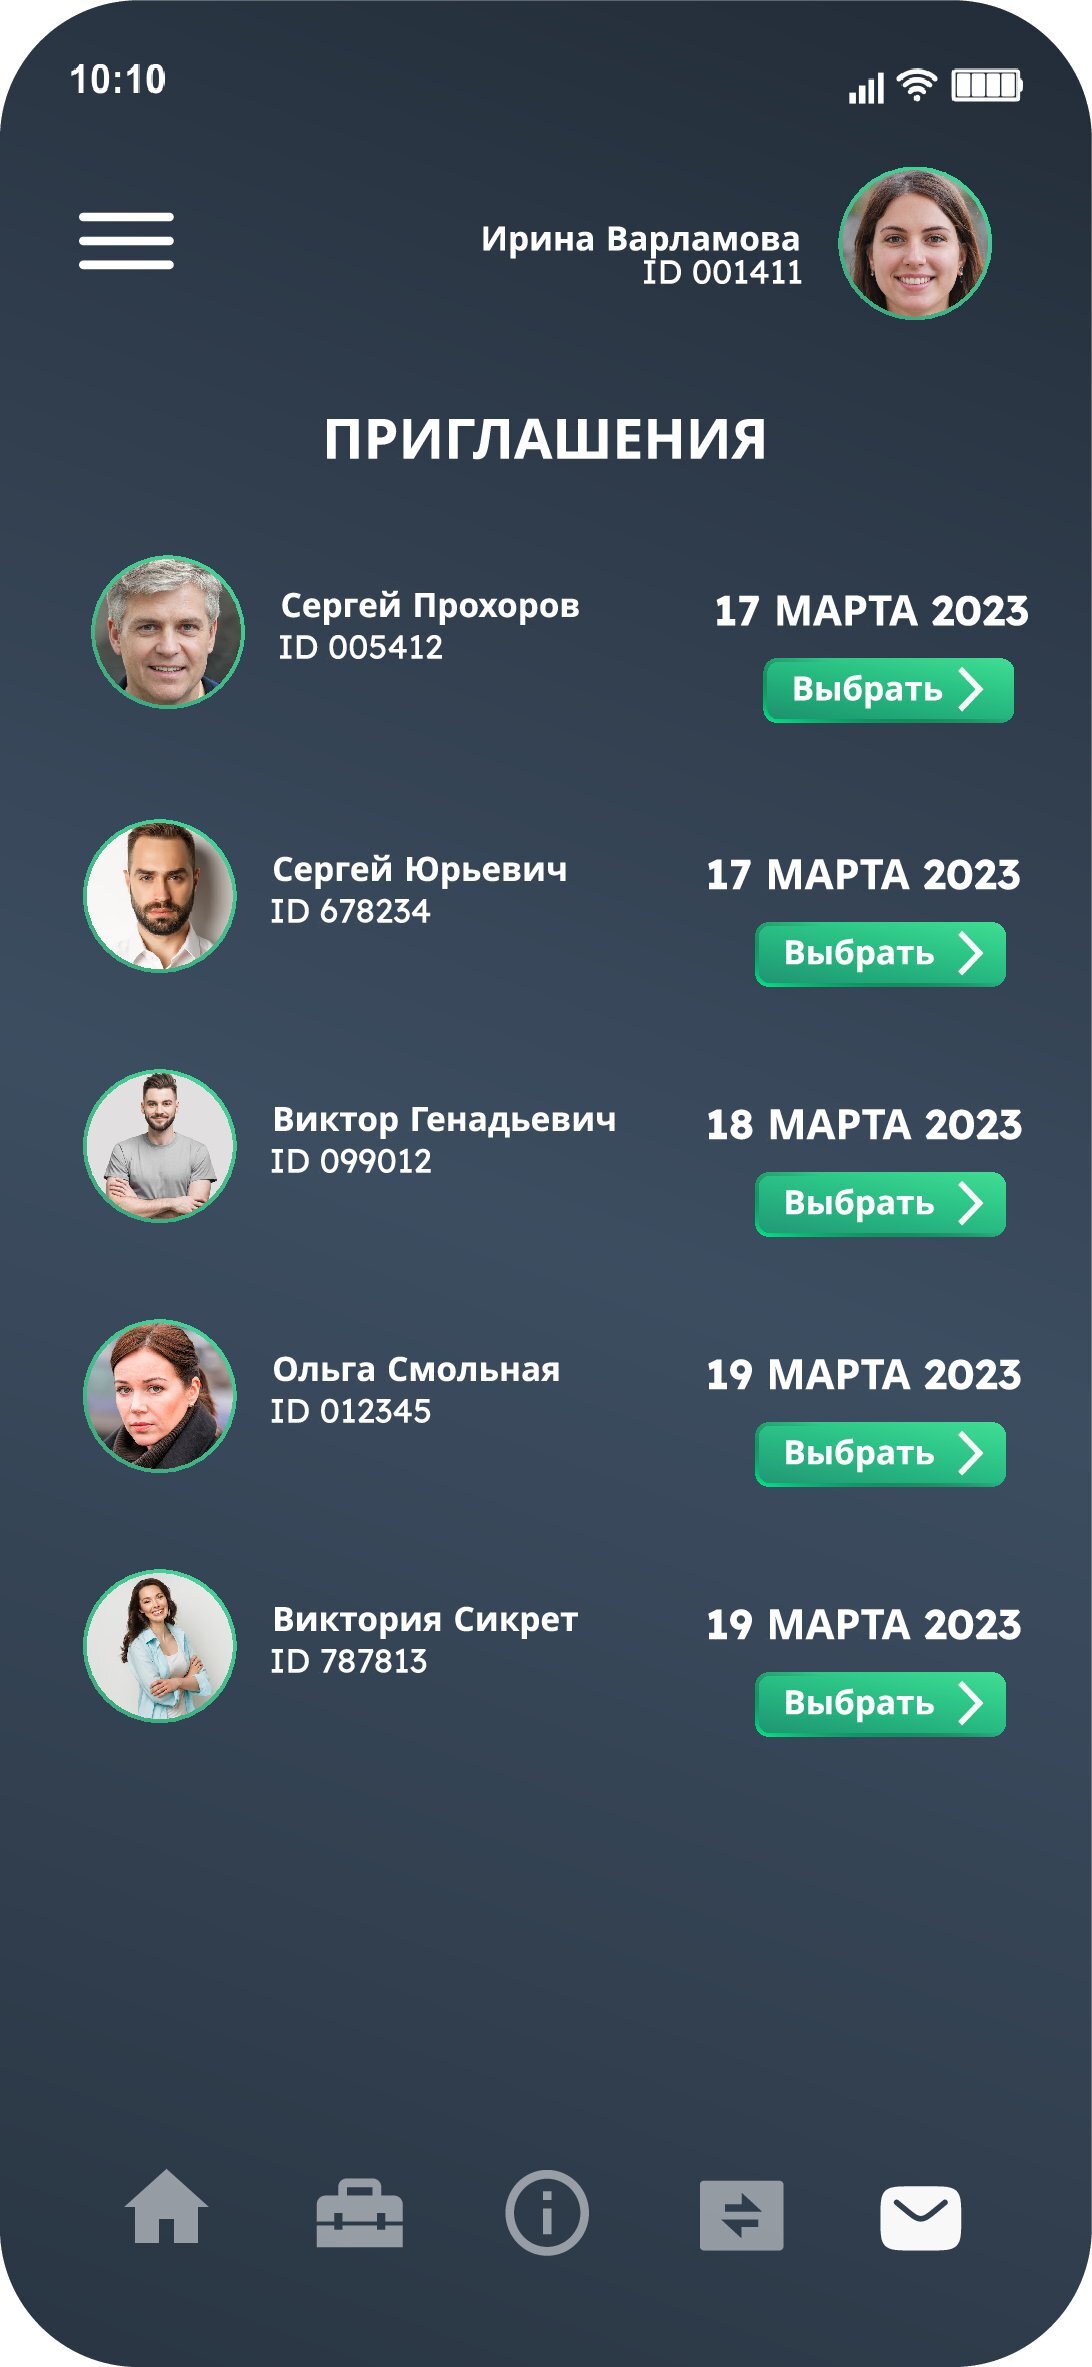 10:10
Ирина Варламова
ID 001411
ПРИГЛАШЕНИЯ
Сергей Прохоров
ID 005412
17 МАРТА 2023
Выбрать
Сергей Юрьевич
ID 678234
17 МАРТА 2023
Выбрать
Виктор Генадьевич
ID 099012
18 МАРТА 2023
Выбрать
Ольга Смольная
ID 012345
19 МАРТА 2023
Выбрать
Виктория Сикрет
ID 787813
19 МАРТА 2023
Выбрать